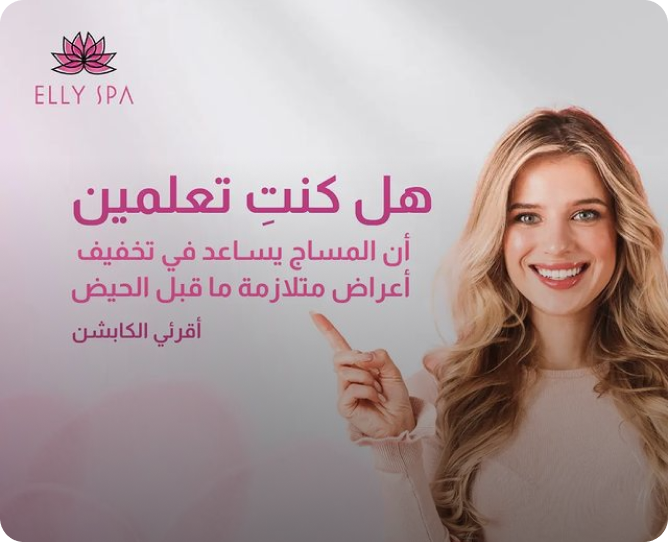 ELLY SPA
هل كنتِ تعلمين
أن المساج يساعد في تخفيف
أعراض متلازمة ما قبل الحيض
أقرئي الكابشن